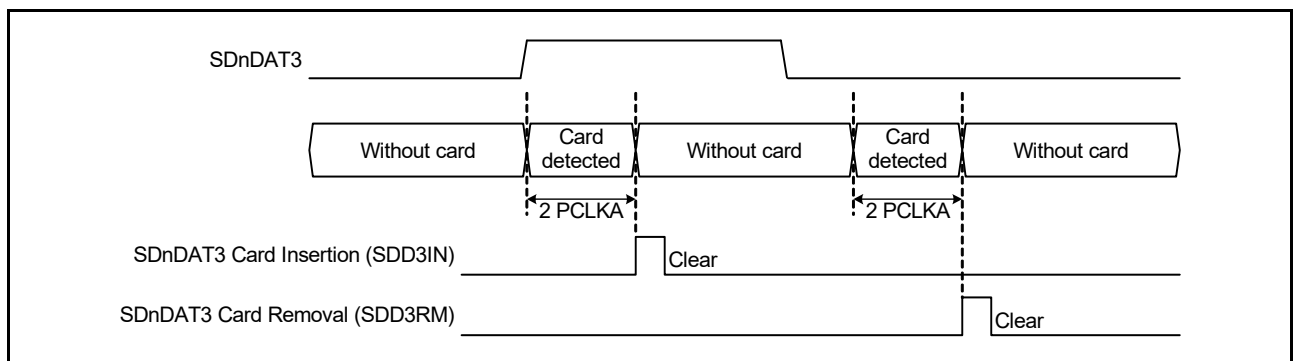 SDnDAT3
Without card
Card
detected
Without card
Card
detected
Without card
2 PCLKA
2 PCLKA
SDnDAT3 Card Insertion (SDD3IN)
Clear
SDnDAT3 Card Removal (SDD3RM)
Clear